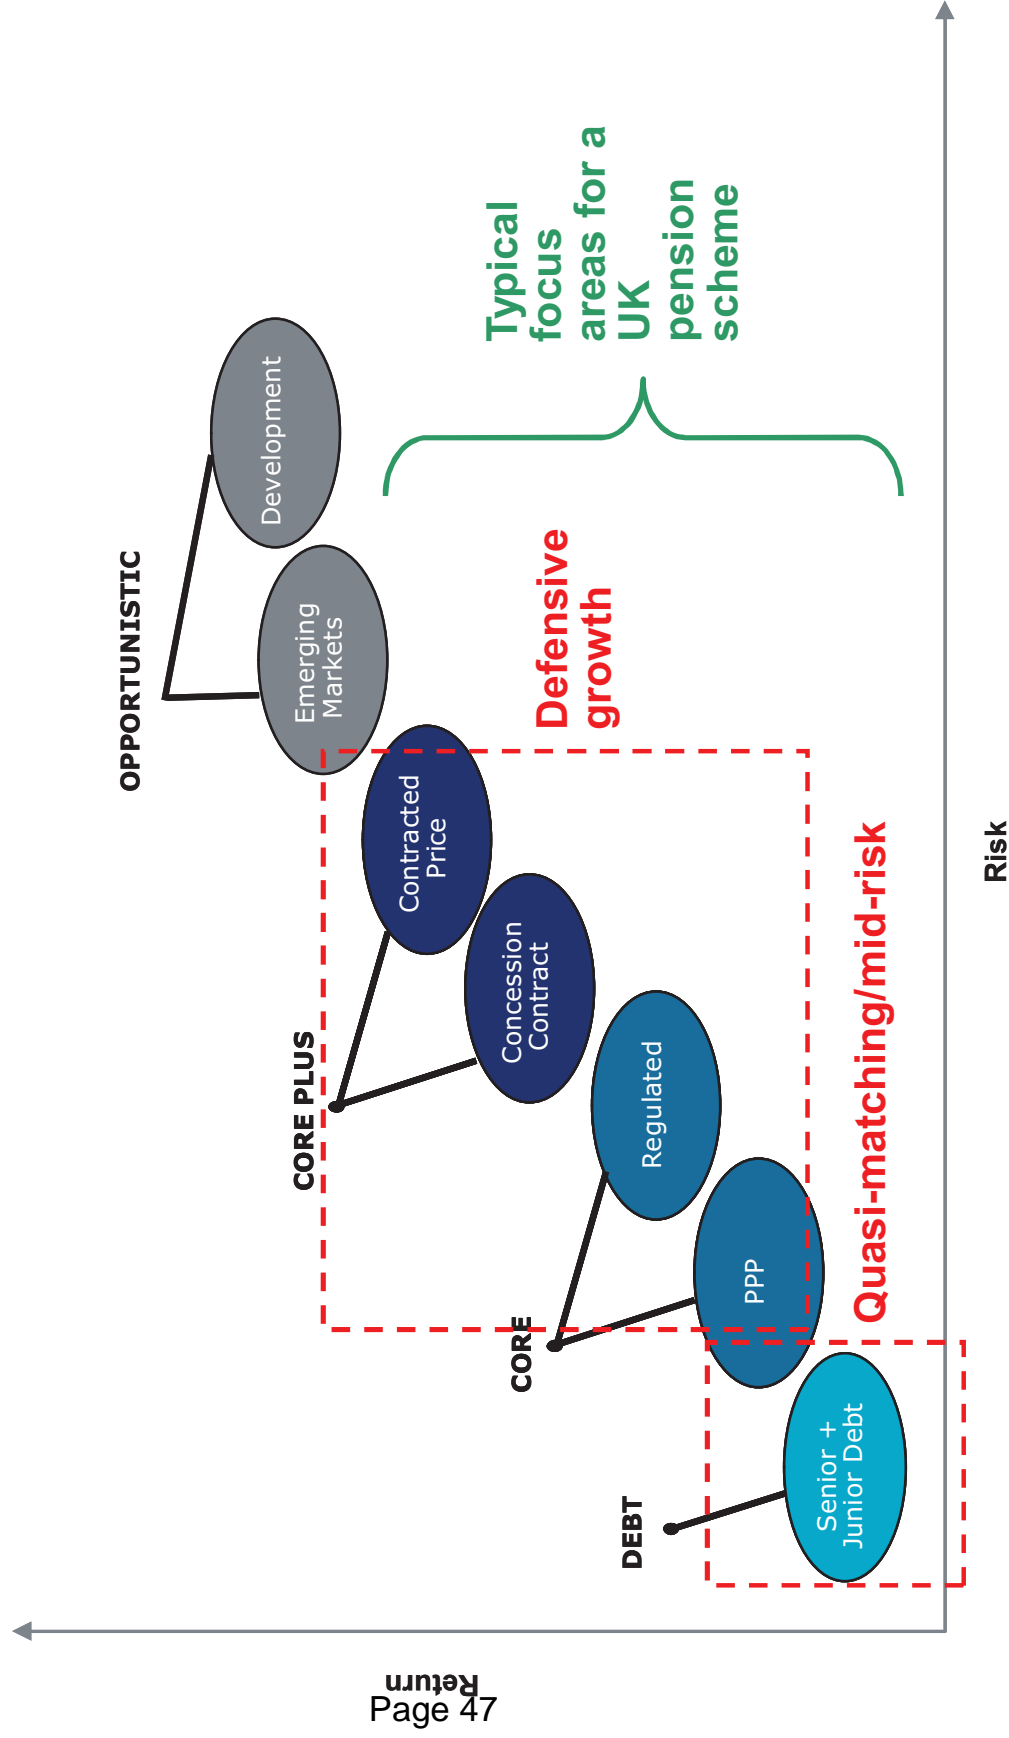 OPPORTUNISTIC
Development
Emerging
Markets
CORE PLUS
Contracted
Price
Concession
Contract
CORE
Regulated
PPP
DEBT
Senior +
Junior Debt
Defensive
growth
Quasi-matching/mid-risk
Typical
focus
areas for a
UK
pension
scheme
Return
Risk
Page 47